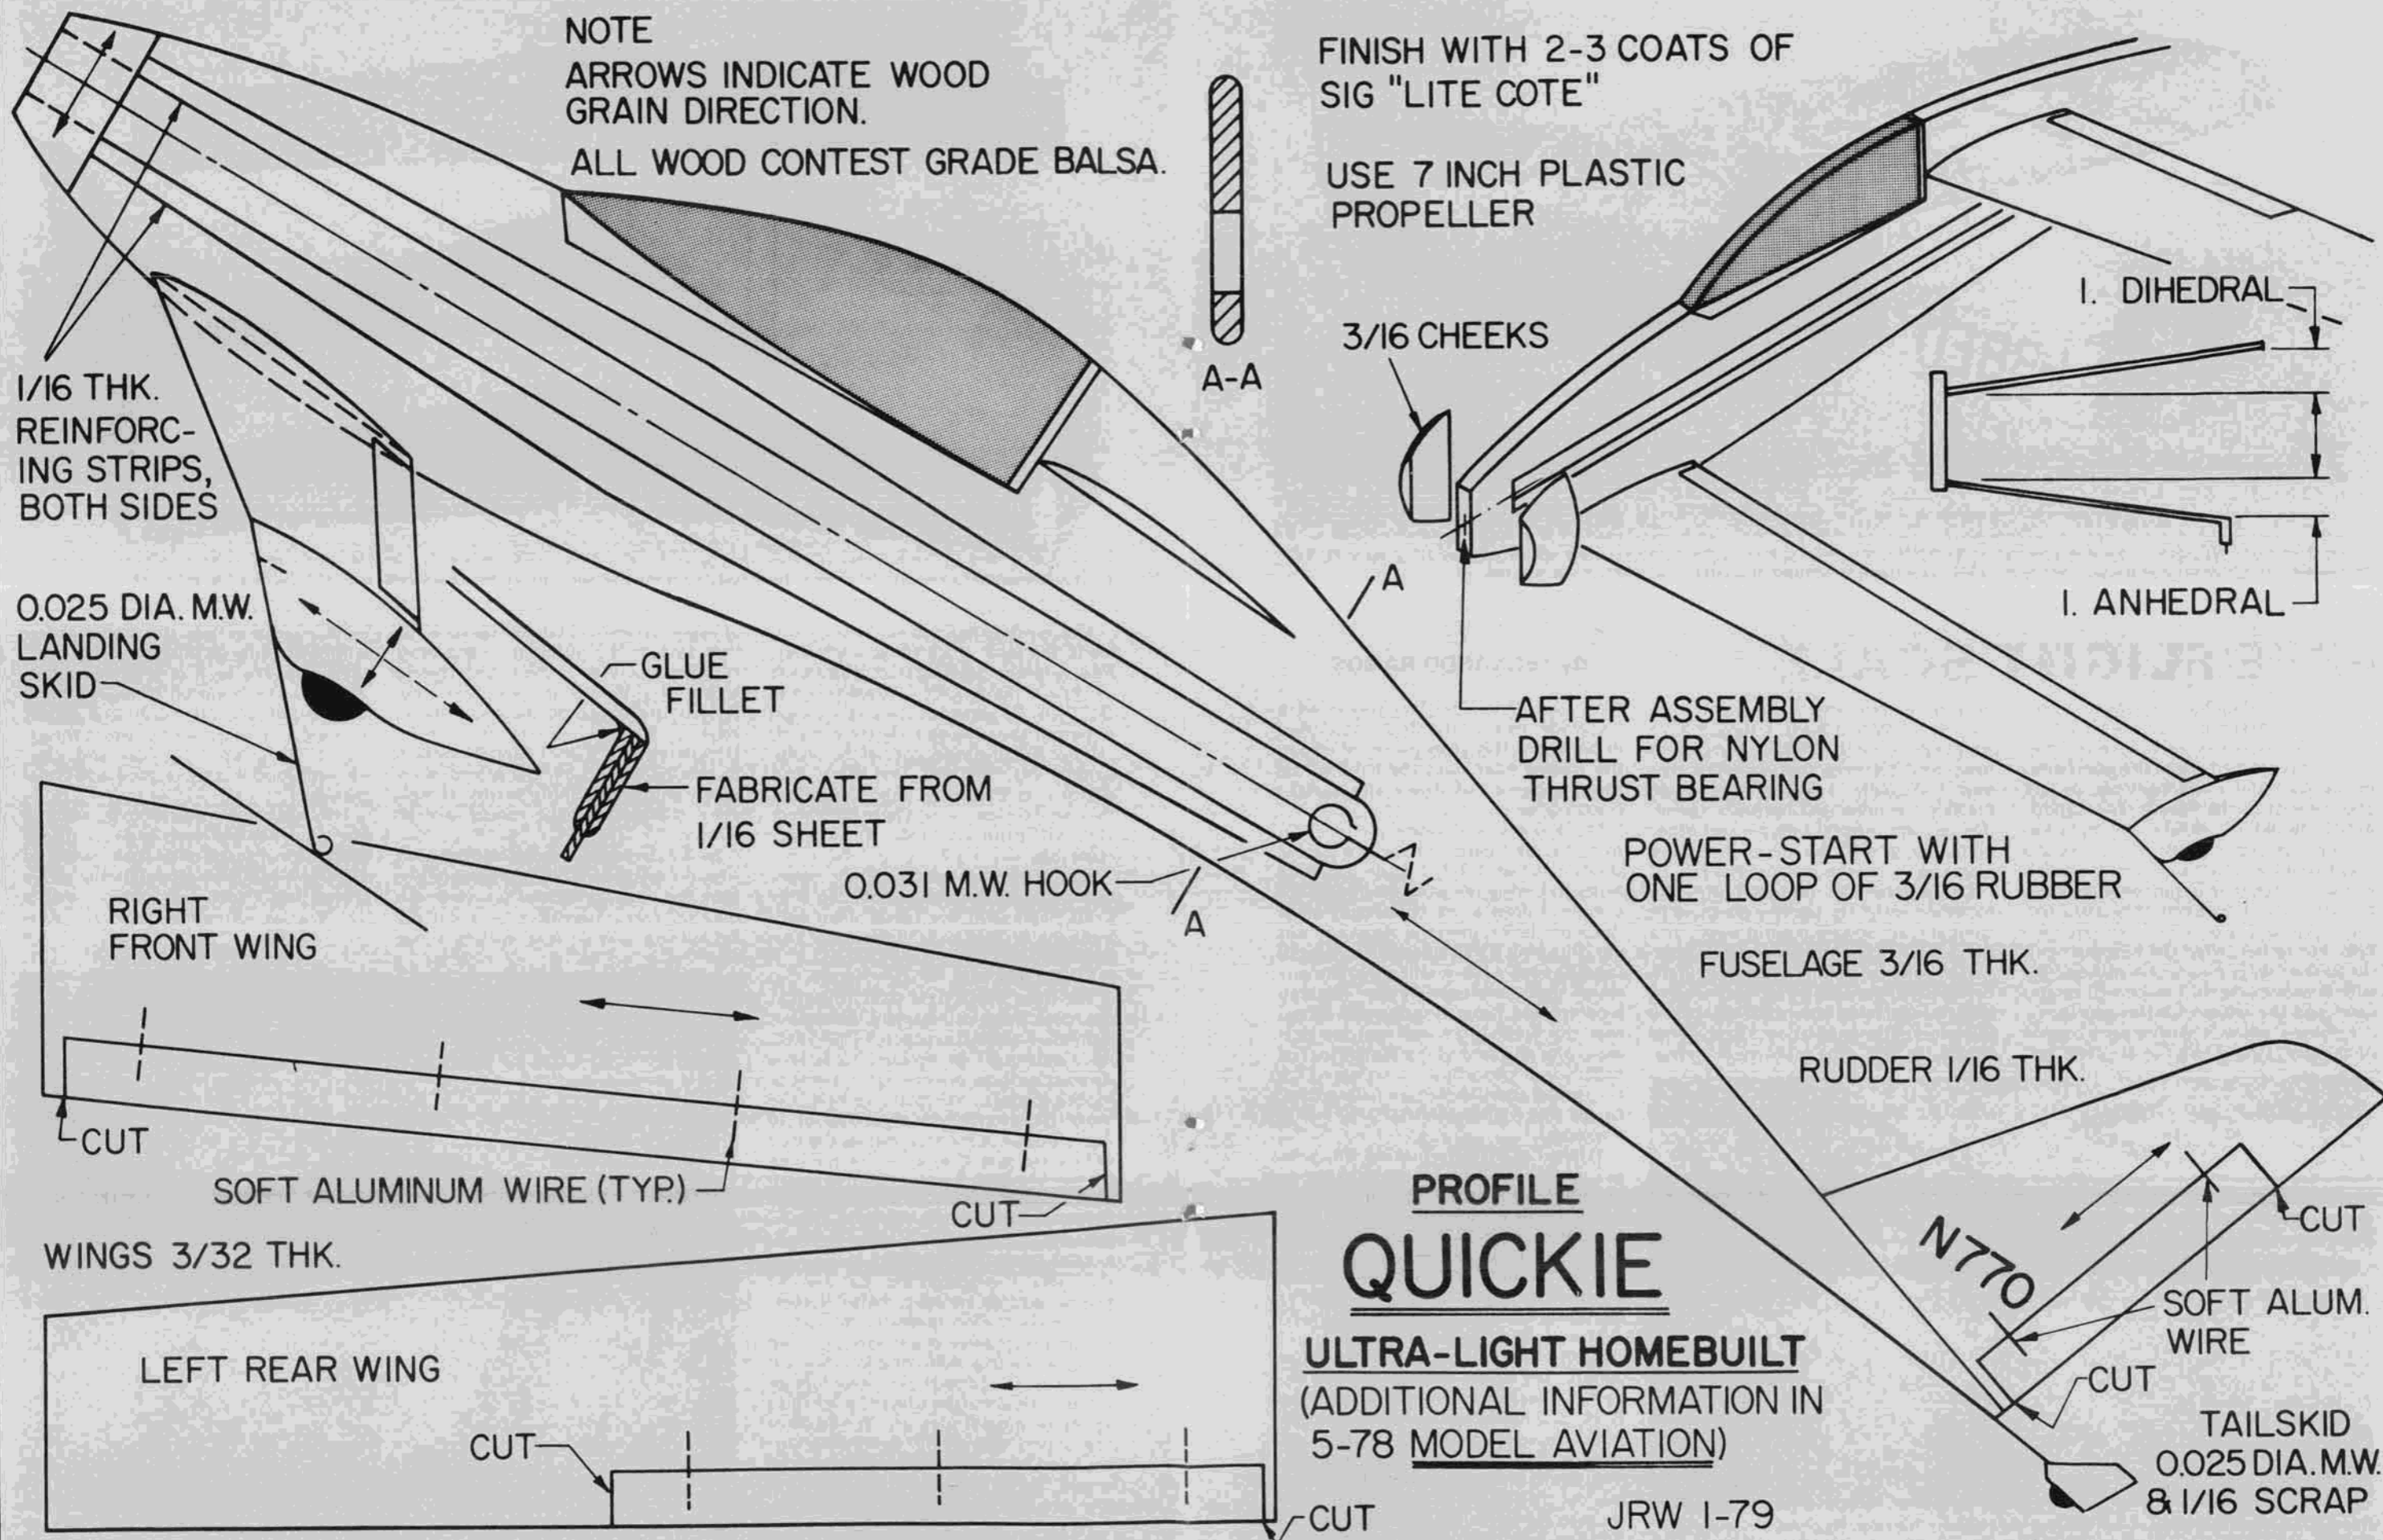 NOTE
ARROWS INDICATE WOOD
GRAIN DIRECTION.
ALL WOOD CONTEST GRADE BALSA.
FINISH WITH 2-3 COATS OF
SIG "LITE COTE"
USE 7 INCH PLASTIC
PROPELLER
3/16 CHEEKS
A-A
1. DIHEDRAL
1. ANHEDRAL
1/16 THK.
REINFORC-
ING STRIPS,
BOTH SIDES
0.025 DIA. M.W.
LANDING
SKID
GLUE
FILLET
FABRICATE FROM
1/16 SHEET
0.031 M.W. HOOK
A
A
AFTER ASSEMBLY
DRILL FOR NYLON
THRUST BEARING
POWER-START WITH
ONE LOOP OF 3/16 RUBBER
FUSELAGE 3/16 THK.
RUDDER 1/16 THK.
RIGHT
FRONT WING
CUT
SOFT ALUMINUM WIRE (TYP.)
CUT
WINGS 3/32 THK.
LEFT REAR WING
CUT
CUT
PROFILE
QUICKIE
ULTRA-LIGHT HOMEBUILT
(ADDITIONAL INFORMATION IN
5-78 MODEL AVIATION)
JRW 1-79
N770
CUT
SOFT ALUM.
WIRE
CUT
TAILSKID
0.025 DIA. M.W.
& 1/16 SCRAP